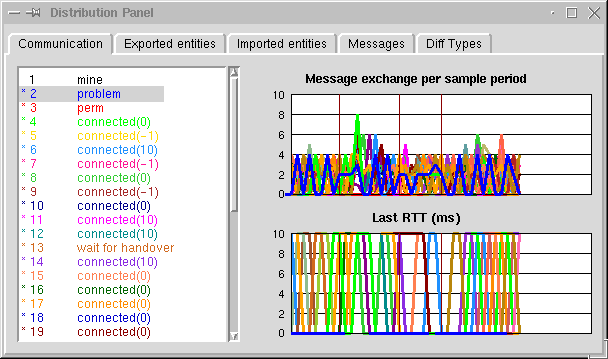 Distribution Panel
Communication Exported entities Imported entities Messages Diff Types
1 mine
* 2 problem
* 3 perm
* 4 connected(0)
* 5 connected(-1)
* 6 connected(10)
* 7 connected(-1)
* 8 connected(0)
* 9 connected(-1)
* 10 connected(0)
* 11 connected(10)
* 12 connected(10)
* 13 wait for handover
* 14 connected(10)
* 15 connected(0)
* 16 connected(0)
* 17 connected(0)
* 18 connected(0)
* 19 connected(0)
Message exchange per sample period
10
8
6
4
2
0
Last RTT (ms)
10
8
6
4
2
0